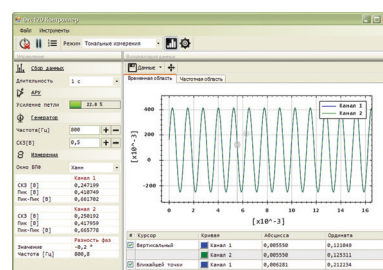 Контроллер
Файл Инструменты
Режим Тональные измерения
Данные
Сбор данных
Длительность 1 с
АРУ
Усиление петли 22.8 %
Генератор
Частота[Гц] 800
СКЗ[В] 0,5
Измерения
Окно БПФ Ханн
Канал 1
СКЗ [В] 0,247199
Пик [В] 0,418749
Пик-Пик [В] 0,661702
Канал 2
СКЗ [В] 0,250192
Пик [В] 0,417959
Пик-Пик [В] 0,665778
Разность фаз
Значение -0,2 °
Частота [Гц] 800,8
Временная область Частотная область
[x10^-3]
400
200
0
-200
0 2 4 6 8 10 12 14 16
[x10^-3]
Канал 1
Канал 2
# Курсор Кривая Абсцисса Ордината
Вертикальный Канал 1 0,005550 0,121049
Канал 2 0,005550 0,125311
Ближайшей точки Канал 1 0,006281 0,212234